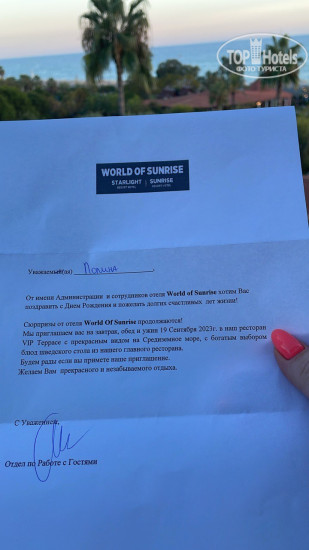 TOPHotels
ФОТО ТУРИСТА
WORLD OF SUNRISE
STARLIGHT SUNRISE
Уважаемый(ая)
От имени Администрации и сотрудников отеля World of Sunrise хотим Вас
поздравить с Днем Рождения и пожелать долгих счастливых лет жизни!
Сюрпризы от отеля World Of Sunrise продолжаются!
Мы приглашаем вас на завтрак, обед и ужин 19 Сентября 2023г. в наш ресторан
VIP Террасе с прекрасным видом на Средиземное море, с богатым выбором
блюд шведского стола из нашего главного ресторана.
Будем рады если вы примете наше приглашение.
Желаем Вам прекрасного и незабываемого отдыха.
С Уважением,
Отдел по Работе с Гостями